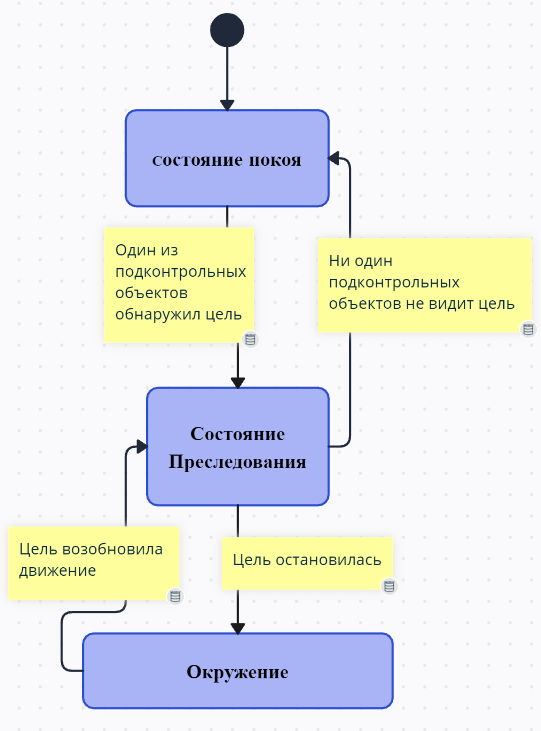 состояние покоя
Один из
подконтрольных
объектов
обнаружил цель
Ни один
подконтрольных
объектов не видит цель
Состояние
Преследования
Цель возобновила
движение
Цель остановилась
Окружение